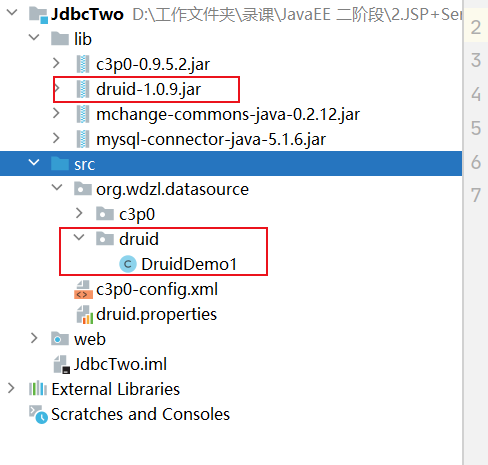 JdbcTwo D:\工作文件夹\录课\JavaEE 二阶段\2.JSP+Ser
lib
c3p0-0.9.5.2.jar
druid-1.0.9.jar
mchange-commons-java-0.2.12.jar
mysql-connector-java-5.1.6.jar
src
org.wdzl.datasource
c3p0
druid
DruidDemo1
c3p0-config.xml
druid.properties
web
JdbcTwo.iml
External Libraries
Scratches and Consoles
2
3
4
5
6
7